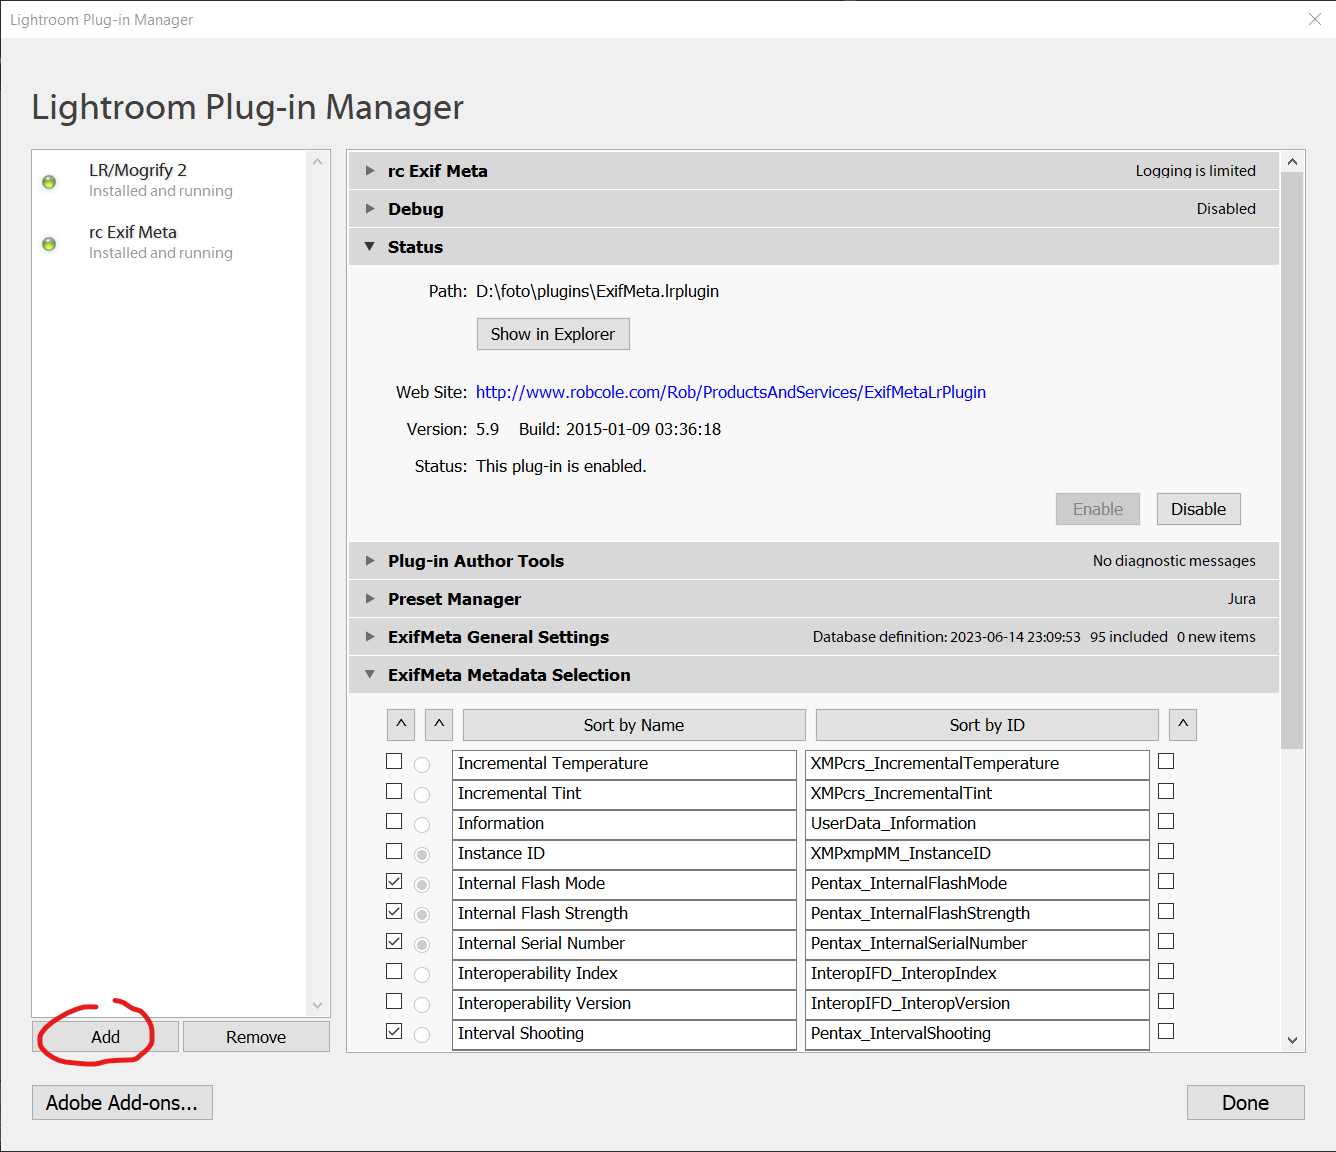 Lightroom Plug-in Manager
Lightroom Plug-in Manager
LR/Mogrify 2
Installed and running
rc Exif Meta
Installed and running
Add
Remove
rc Exif Meta Logging is limited
Debug Disabled
Status
Path: D:\foto\plugins\ExifMeta.lrplugin
Show in Explorer
Web Site: http://www.robcole.com/Rob/ProductsAndServices/ExifMetaLrPlugin
Version: 5.9 Build: 2015-01-09 03:36:18
Status: This plug-in is enabled.
Enable Disable
Plug-in Author Tools No diagnostic messages
Preset Manager Jura
ExifMeta General Settings Database definition: 2023-06-14 23:09:53 95 included 0 new items
ExifMeta Metadata Selection
^ ^ Sort by Name Sort by ID ^
Incremental Temperature XMPcrs_IncrementalTemperature
Incremental Tint XMPcrs_IncrementalTint
Information UserData_Information
Instance ID XMPxmpMM_InstanceID
Internal Flash Mode Pentax_InternalFlashMode
Internal Flash Strength Pentax_InternalFlashStrength
Internal Serial Number Pentax_InternalSerialNumber
Interoperability Index InteropIFD_InteropIndex
Interoperability Version InteropIFD_InteropVersion
Interval Shooting Pentax_IntervalShooting
Adobe Add-ons...
Done